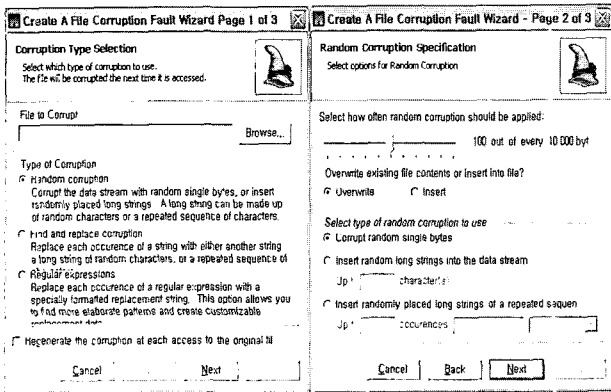 Create A File Corruption Fault Wizard Page 1 of 3
Corruption Type Selection
Select which type of corruption to use.
The file will be corrupted the next time it is accessed.
File to Corrupt
Browse...
Type of Corruption
Random corruption
Corrupt the data stream with random single bytes, or insert
randomly placed long strings. A long string can be made up
of random characters or a repeated sequence of characters.
Find and replace corruption
Replace each occurence of a string with either another string
a long string of random characters, or a repeated sequence of
Regular expressions
Replace each occurence of a regular expression with a
specially formatted replacement string. This option allows you
to find more elaborate patterns and create customizable
replacement data
Regenerate the corruption at each access to the original fil
Cancel
Next
Create A File Corruption Fault Wizard - Page 2 of 3
Random Corruption Specification
Select options for Random Corruption
Select how often random corruption should be applied:
100 out of every 10 000 byt
Overwrite existing file contents or insert into file?
Overwrite
Insert
Select type of random corruption to use
Corrupt random single bytes
Insert random long strings into the data stream
Up t
character(s)
Insert randomly placed long strings of a repeated sequen
Up t
occurences
Cancel
Back
Next